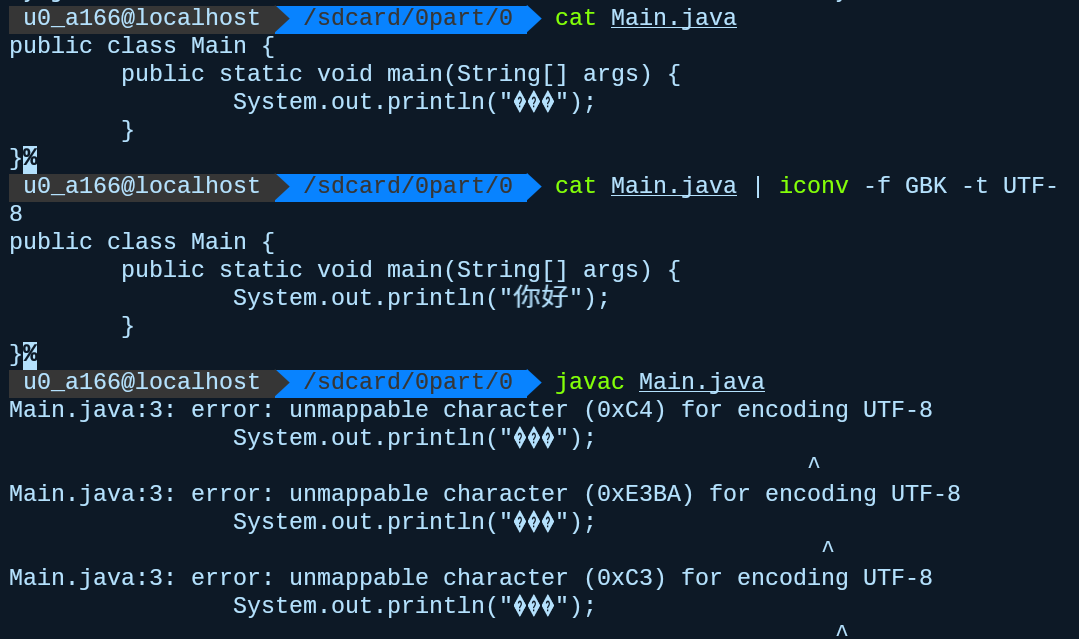 u0_a166@localhost /sdcard/0part/0 cat Main.java
public class Main {
        public static void main(String[] args) {
                System.out.println("���");
        }
}%
u0_a166@localhost /sdcard/0part/0 cat Main.java | iconv -f GBK -t UTF-
8
public class Main {
        public static void main(String[] args) {
                System.out.println("你好");
        }
}%
u0_a166@localhost /sdcard/0part/0 javac Main.java
Main.java:3: error: unmappable character (0xC4) for encoding UTF-8
                System.out.println("���");
                                                         ^
Main.java:3: error: unmappable character (0xE3BA) for encoding UTF-8
                System.out.println("���");
                                                          ^
Main.java:3: error: unmappable character (0xC3) for encoding UTF-8
                System.out.println("���");
                                                           ^